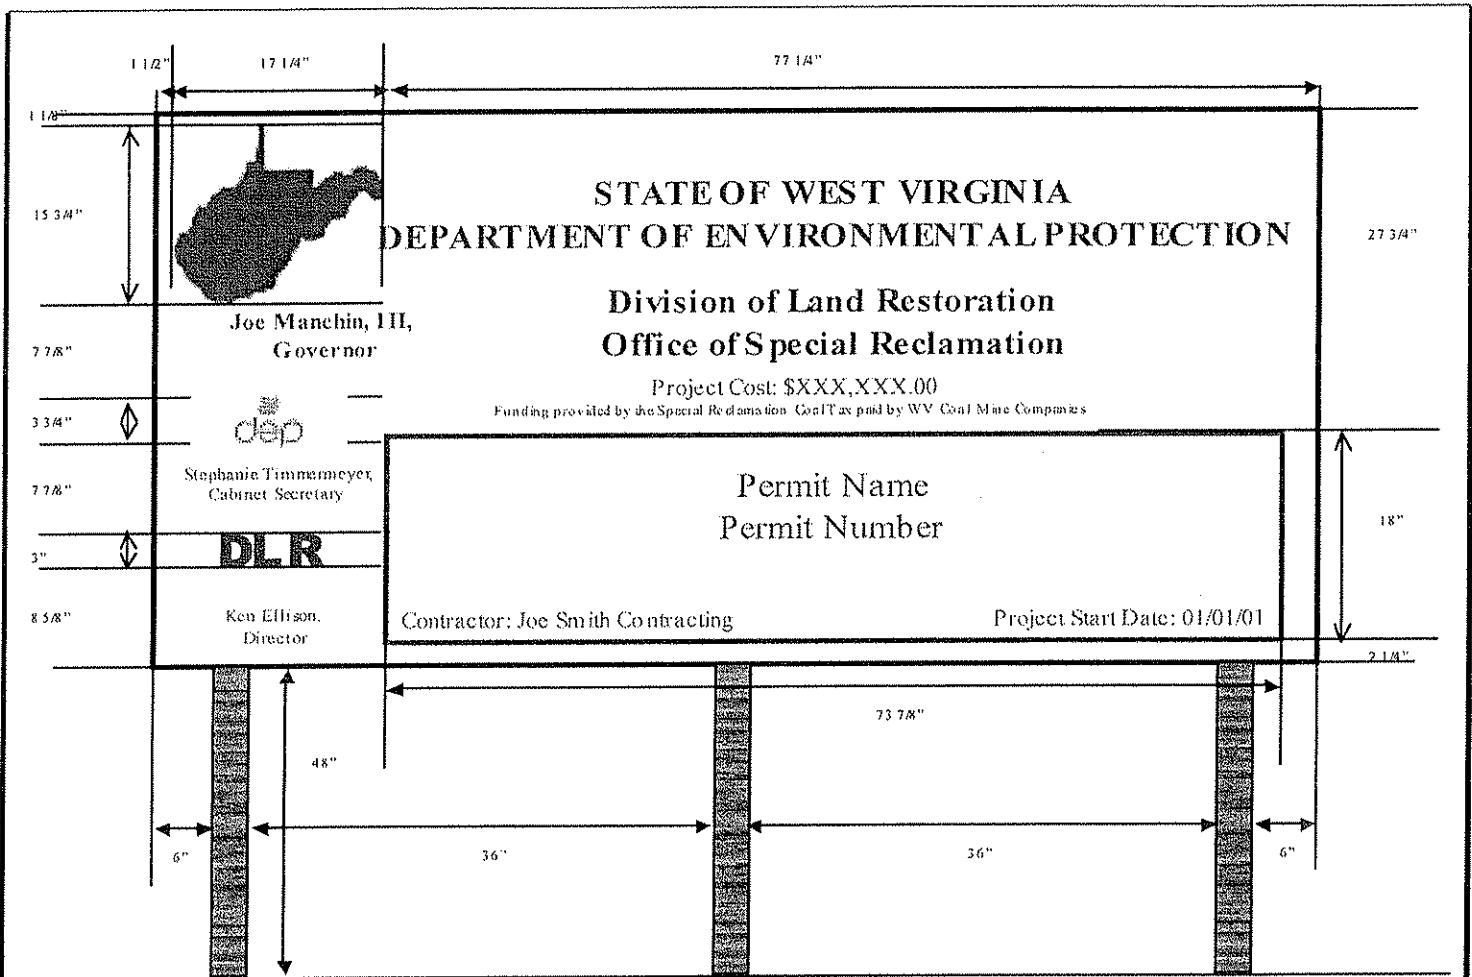 1 1/2" 17 1/4" 77 1/4"
1 1/8"
15 3/4"
27 3/4"
STATE OF WEST VIRGINIA
DEPARTMENT OF ENVIRONMENTAL PROTECTION
Division of Land Restoration
Office of Special Reclamation
Joe Manchin, III,
Governor
7 7/8"
Project Cost: $XXX,XXX.00
Funding provided by the Special Reclamation Coal Tax paid by WV Coal Mine Companies
3 3/4"
dep
Stephanie Timmermeyer,
Cabinet Secretary
7 7/8"
Permit Name
Permit Number
18"
3"
DLR
8 5/8"
Ken Ellison,
Director
Contractor: Joe Smith Contracting
Project Start Date: 01/01/01
2 1/4"
73 7/8"
48"
6" 36" 36" 6"